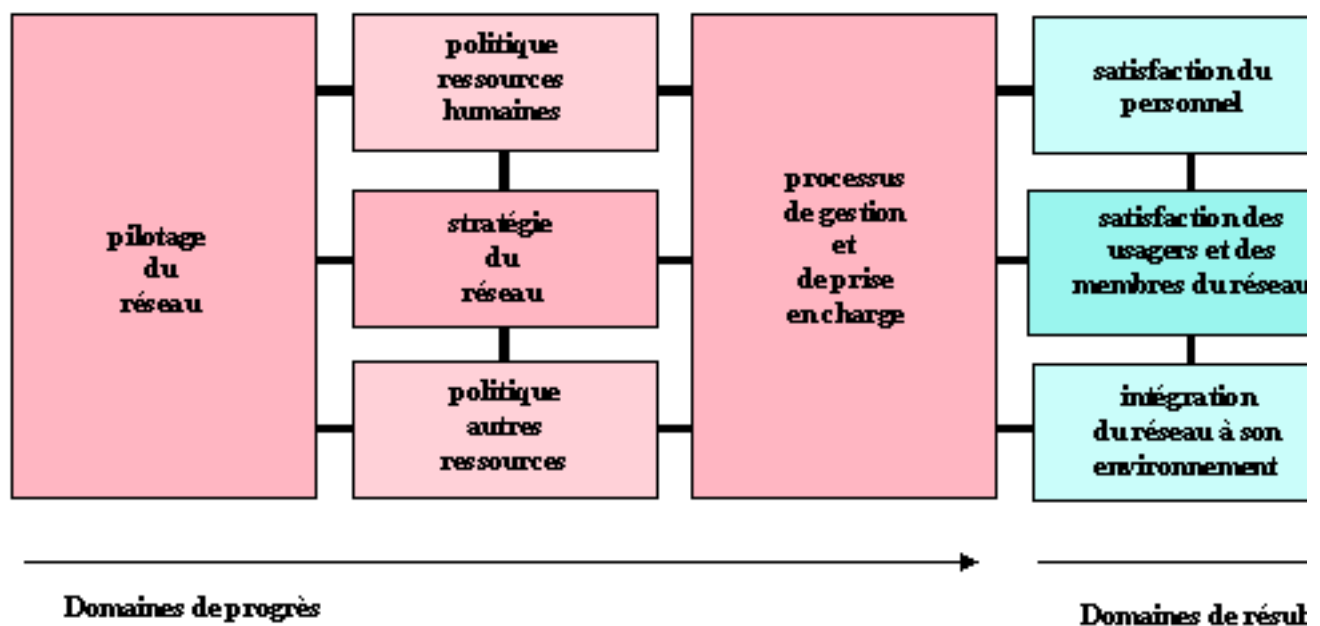 pilotage
du
réseau
politique
ressources
humaines
stratégie
du
réseau
politique
autres
ressources
processus
de gestion
et
de prise
en charge
satisfaction du
personnel
satisfaction des
usagers et des
membres du réseau
intégration
du réseau à son
environnement
Domaines de progrès
Domaines de